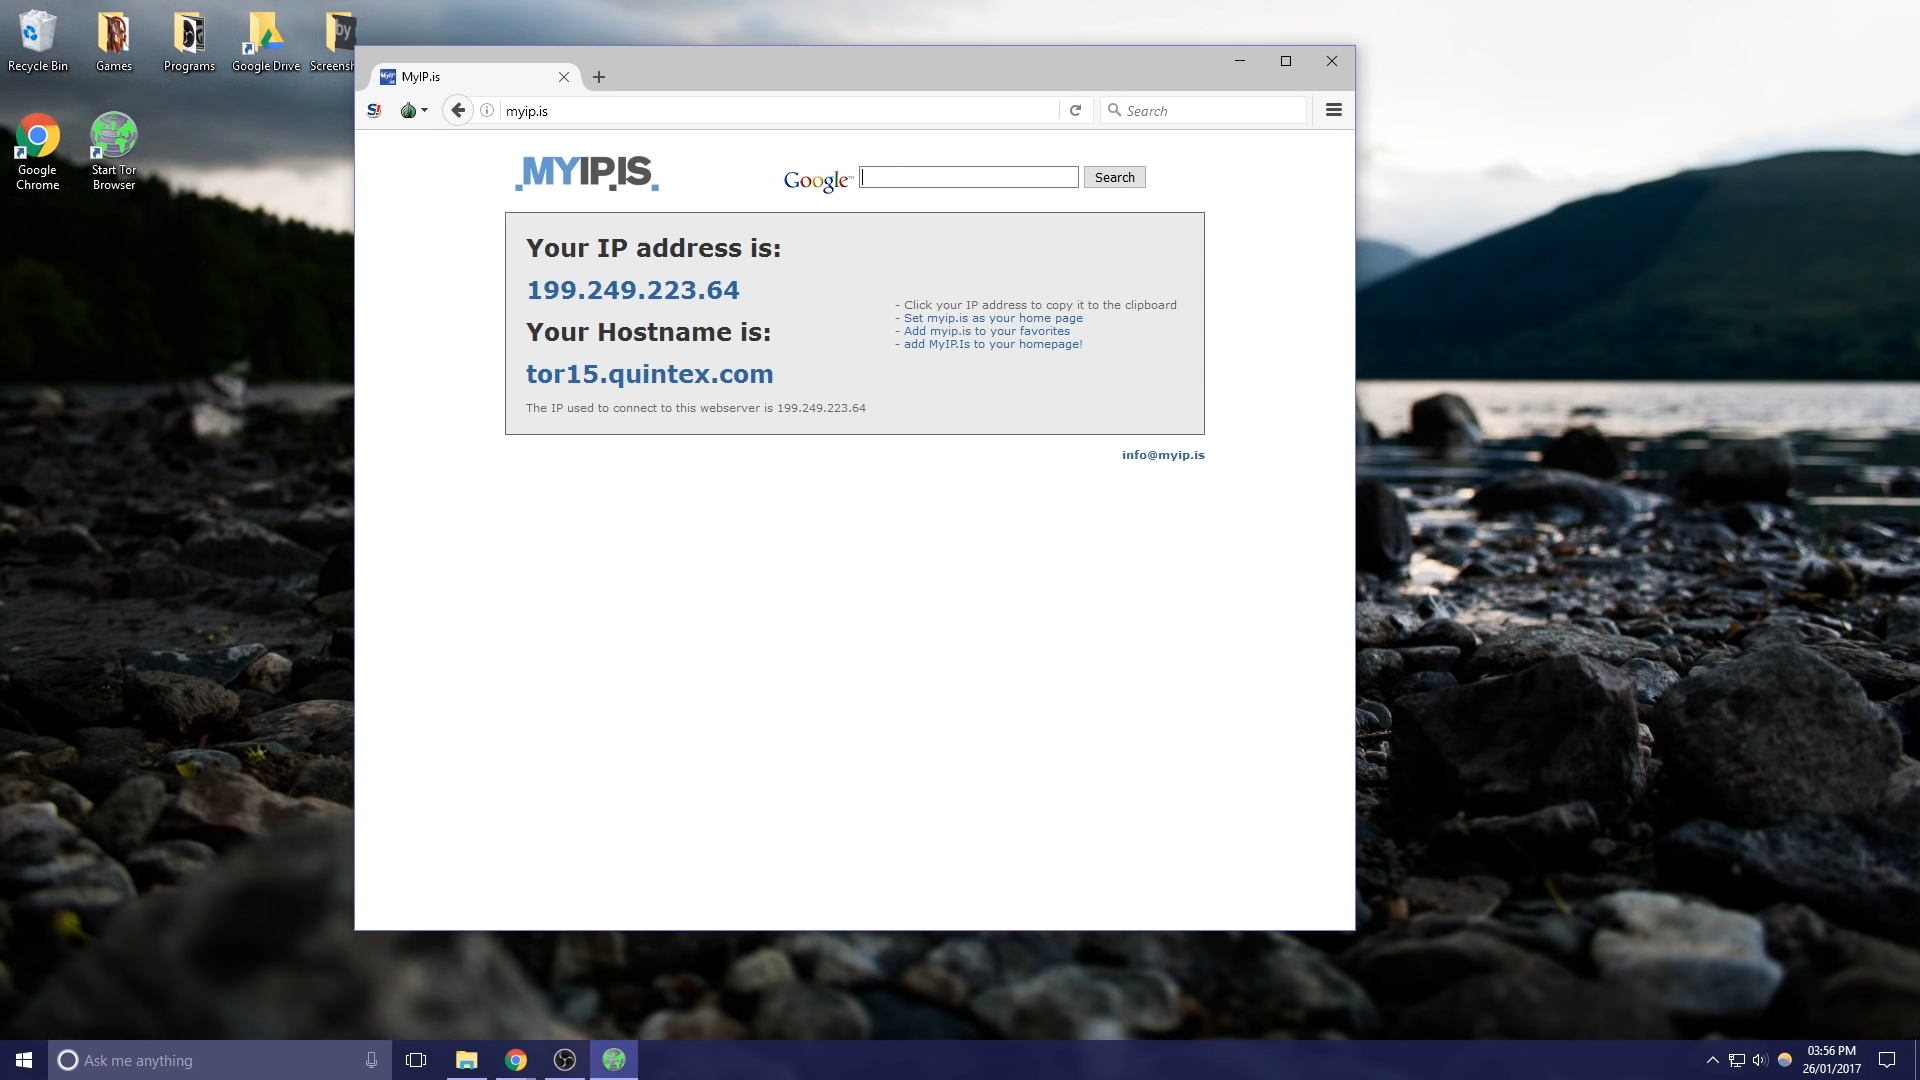 Recycle Bin
Games
Programs
Google Drive
Screensh
by
Google
Chrome
Start Tor
Browser
MyIP.is
S!
myip.is
Search
MYIP.IS
Google™
Search
Your IP address is:
199.249.223.64
Your Hostname is:
tor15.quintex.com
The IP used to connect to this webserver is 199.249.223.64
- Click your IP address to copy it to the clipboard
- Set myip.is as your home page
- Add myip.is to your favorites
- add MyIP.Is to your homepage!
info@myip.is
Ask me anything
03:56 PM
26/01/2017